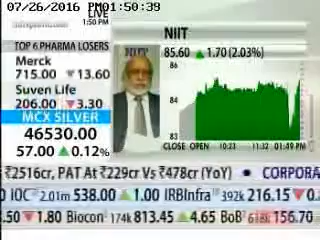 07/26/2016 PM01:50:39
LIVE
1:50 PM
TOP 6 PHARMA LOSERS
Merck
715.00 ▼13.60
Suven Life
206.00 ▼3.30
MCX SILVER
46530.00
57.00 ▲0.12%
NIIT
85.60 ▲1.70(2.03%)
86
85
84
83
CLOSE OPEN 10:23 11:32 01:49 PM
₹2516cr, PAT At ₹229cr Vs ₹478cr (YoY) CORPORA
IOC 2.01m 538.00 ▲1.00 IRBInfra 392k 216.15 ▼0.
.50 ▼1.80 Biocon 174k 813.45 ▲4.65 BoB 618k 156.70